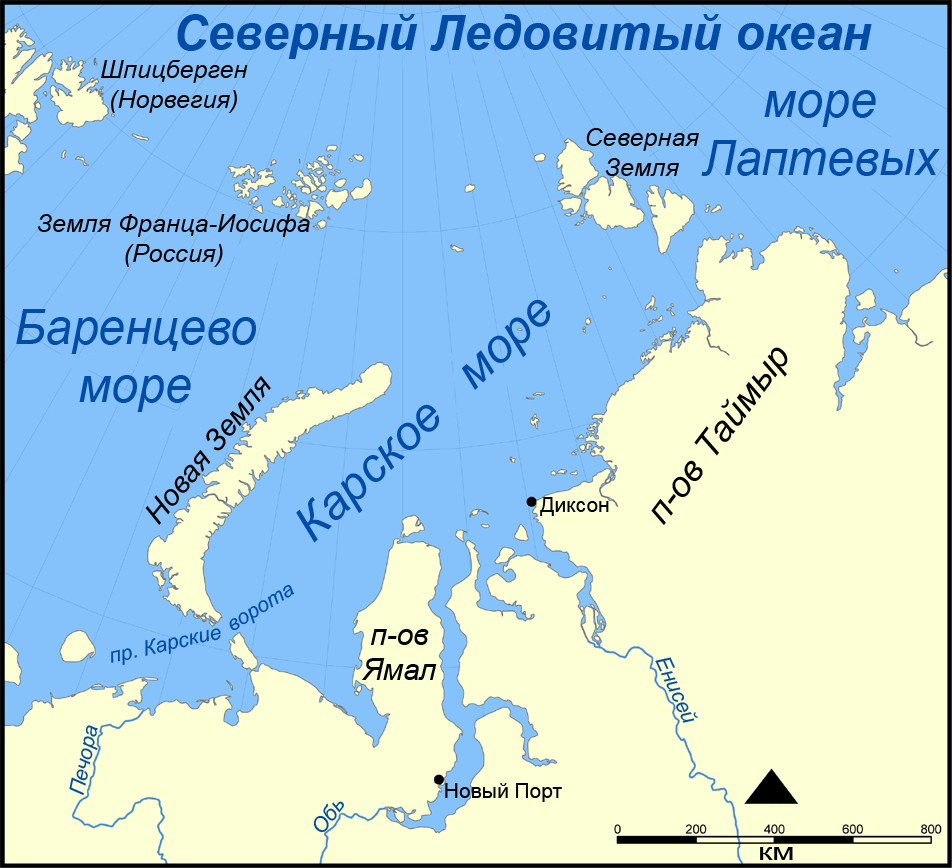 Северный Ледовитый океан
Шпицберген
(Норвегия)
море
Лаптевых
Северная
Земля
Земля Франца-Иосифа
(Россия)
Баренцево
море
Карское море
Новая Земля
п-ов Таймыр
Диксон
пр. Карские ворота
п-ов
Ямал
Енисей
Печора
Новый Порт
Обь
0 200 400 600 800
км